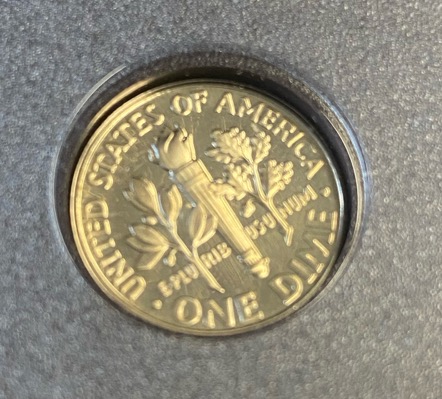 UNITED STATES OF AMERICA
E PLURIBUS UNUM
· ONE DIME ·